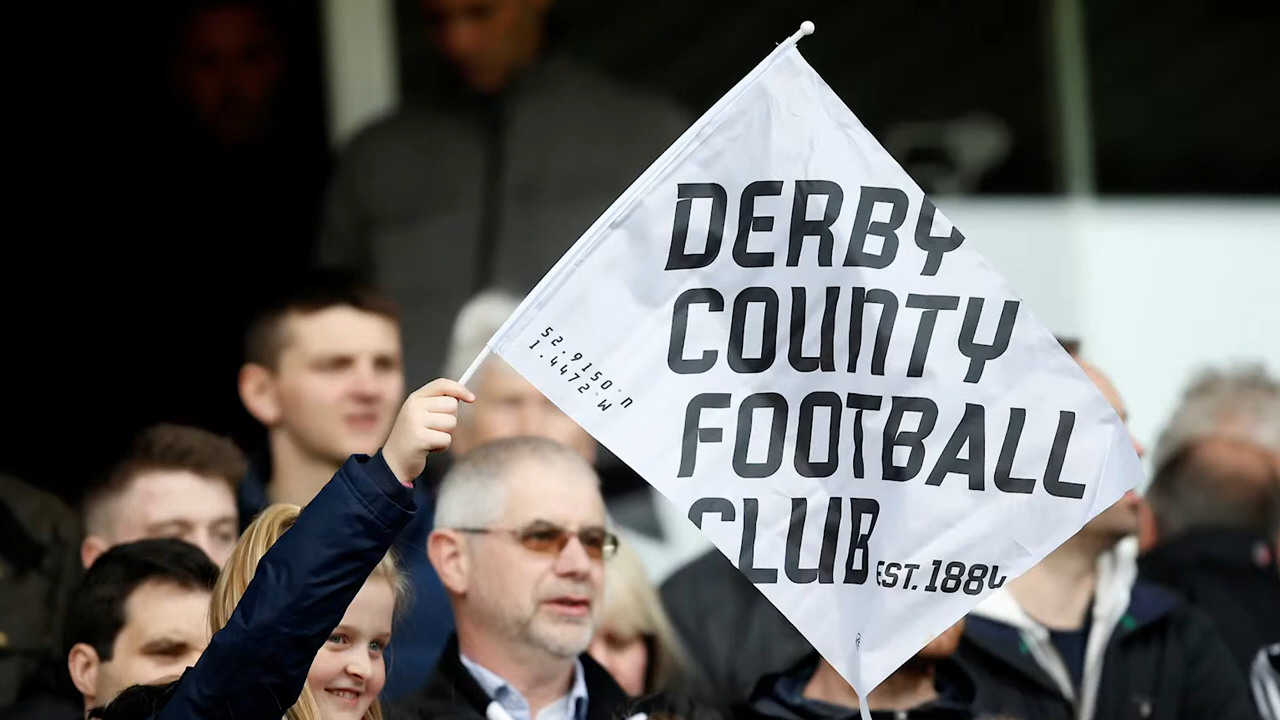 DERBY
COUNTY
FOOTBALL
CLUB EST. 1884
52.9150°N
1.4472°W